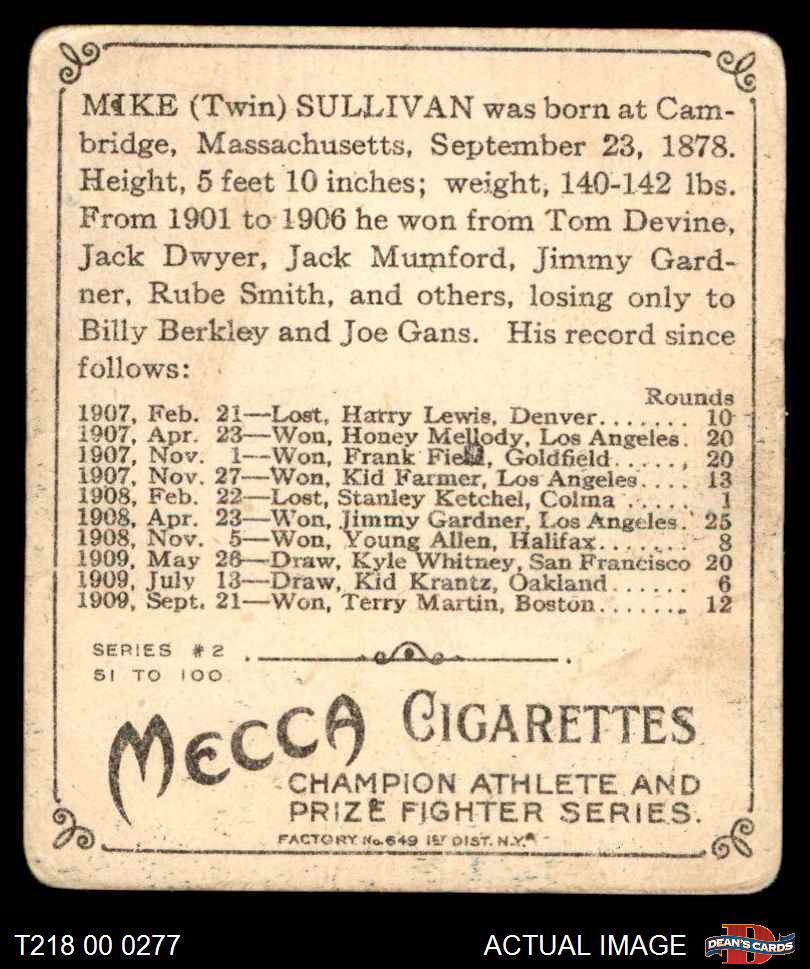 MIKE (Twin) SULLIVAN was born at Cam-
bridge, Massachusetts, September 23, 1878.
Height, 5 feet 10 inches; weight, 140-142 lbs.
From 1901 to 1906 he won from Tom Devine,
Jack Dwyer, Jack Mumford, Jimmy Gard-
ner, Rube Smith, and others, losing only to
Billy Berkley and Joe Gans. His record since
follows:
Rounds
1907, Feb. 21—Lost, Harry Lewis, Denver....... 10
1907, Apr. 23—Won, Honey Mellody, Los Angeles. 20
1907, Nov. 1—Won, Frank Field, Goldfield...... 20
1907, Nov. 27—Won, Kid Farmer, Los Angeles.... 13
1908, Feb. 22—Lost, Stanley Ketchel, Colma ...... 1
1908, Apr. 23—Won, Jimmy Gardner, Los Angeles. 25
1908, Nov. 5—Won, Young Allen, Halifax....... 8
1909, May 26—Draw, Kyle Whitney, San Francisco 20
1909, July 13—Draw, Kid Krantz, Oakland...... 6
1909, Sept. 21—Won, Terry Martin, Boston....... 12
SERIES #2
51 TO 100
MECCA CIGARETTES
CHAMPION ATHLETE AND
PRIZE FIGHTER SERIES.
FACTORY No. 649 1ST DIST. N.Y.
T218 00 0277 ACTUAL IMAGE DEAN'S CARDS